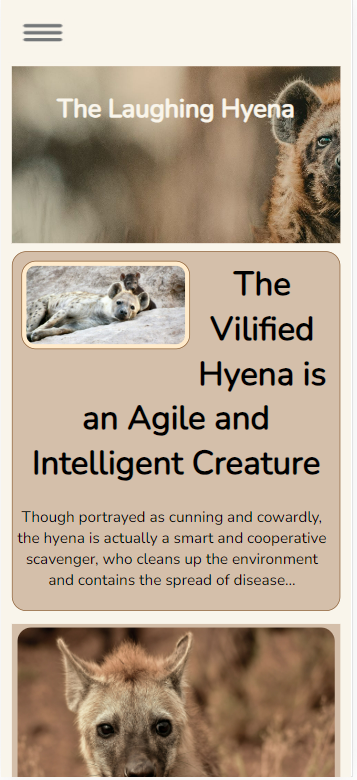 The Laughing Hyena
The
Vilified
Hyena is
an Agile and
Intelligent Creature
Though portrayed as cunning and cowardly,
the hyena is actually a smart and cooperative
scavenger, who cleans up the environment
and contains the spread of disease...